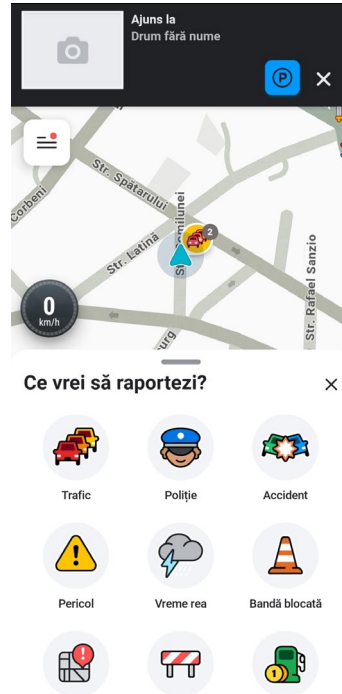 Ajuns la
Drum fără nume
P
Str. Spătarului
Corbeni
2
Str. Latină
Str. Rafael Sanzio
0
km/h
Ce vrei să raportezi?
Trafic
Poliție
Accident
Pericol
Vreme rea
Bandă blocată
1